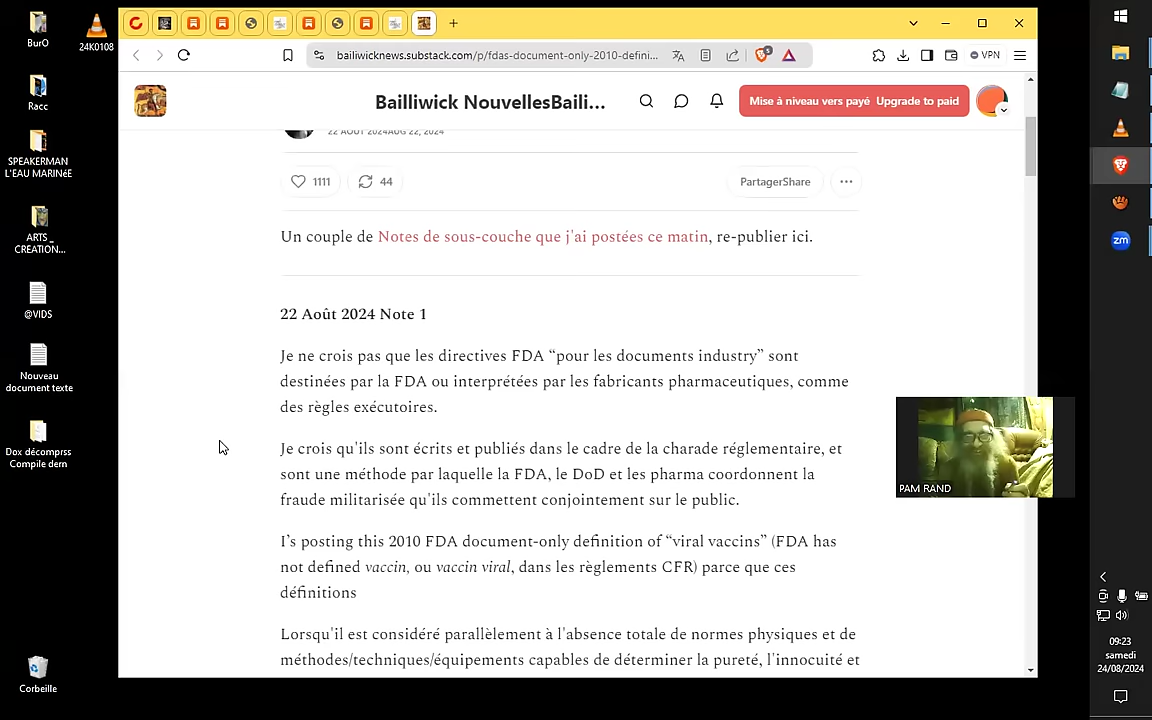 BurO
24K0108
Racc
SPEAKERMAN
L'EAU MARINéE
ARTS _
CREATION...
@VIDS
Nouveau
document texte
Dox décomprss
Compile dern
Corbeille
bailiwicknews.substack.com/p/fdas-document-only-2010-defini...
VPN
Bailliwick NouvellesBaili...
Mise à niveau vers payé Upgrade to paid
22 AOÛT 2024AUG 22, 2024
1111
44
PartagerShare
Un couple de Notes de sous-couche que j'ai postées ce matin, re-publier ici.
22 Août 2024 Note 1
Je ne crois pas que les directives FDA “pour les documents industry” sont
destinées par la FDA ou interprétées par les fabricants pharmaceutiques, comme
des règles exécutoires.
Je crois qu'ils sont écrits et publiés dans le cadre de la charade réglementaire, et
sont une méthode par laquelle la FDA, le DoD et les pharma coordonnent la
fraude militarisée qu'ils commettent conjointement sur le public.
I’s posting this 2010 FDA document-only definition of “viral vaccins” (FDA has
not defined vaccin, ou vaccin viral, dans les règlements CFR) parce que ces
définitions
Lorsqu'il est considéré parallèlement à l'absence totale de normes physiques et de
méthodes/techniques/équipements capables de déterminer la pureté, l'innocuité et
PAM RAND
zm
09:23
samedi
24/08/2024